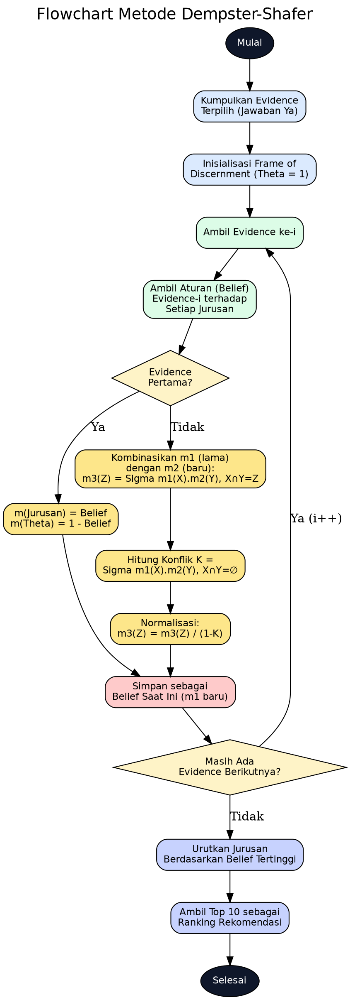 Flowchart Metode Dempster-Shafer
Mulai
Kumpulkan Evidence
Terpilih (Jawaban Ya)
Inisialisasi Frame of
Discernment (Theta = 1)
Ambil Evidence ke-i
Ambil Aturan (Belief)
Evidence-i terhadap
Setiap Jurusan
Evidence
Pertama?
Ya
Tidak
Kombinasikan m1 (lama)
dengan m2 (baru):
m3(Z) = Sigma m1(X).m2(Y), X∩Y=Z
m(Jurusan) = Belief
m(Theta) = 1 - Belief
Ya (i++)
Hitung Konflik K =
Sigma m1(X).m2(Y), X∩Y=∅
Normalisasi:
m3(Z) = m3(Z) / (1-K)
Simpan sebagai
Belief Saat Ini (m1 baru)
Masih Ada
Evidence Berikutnya?
Tidak
Urutkan Jurusan
Berdasarkan Belief Tertinggi
Ambil Top 10 sebagai
Ranking Rekomendasi
Selesai